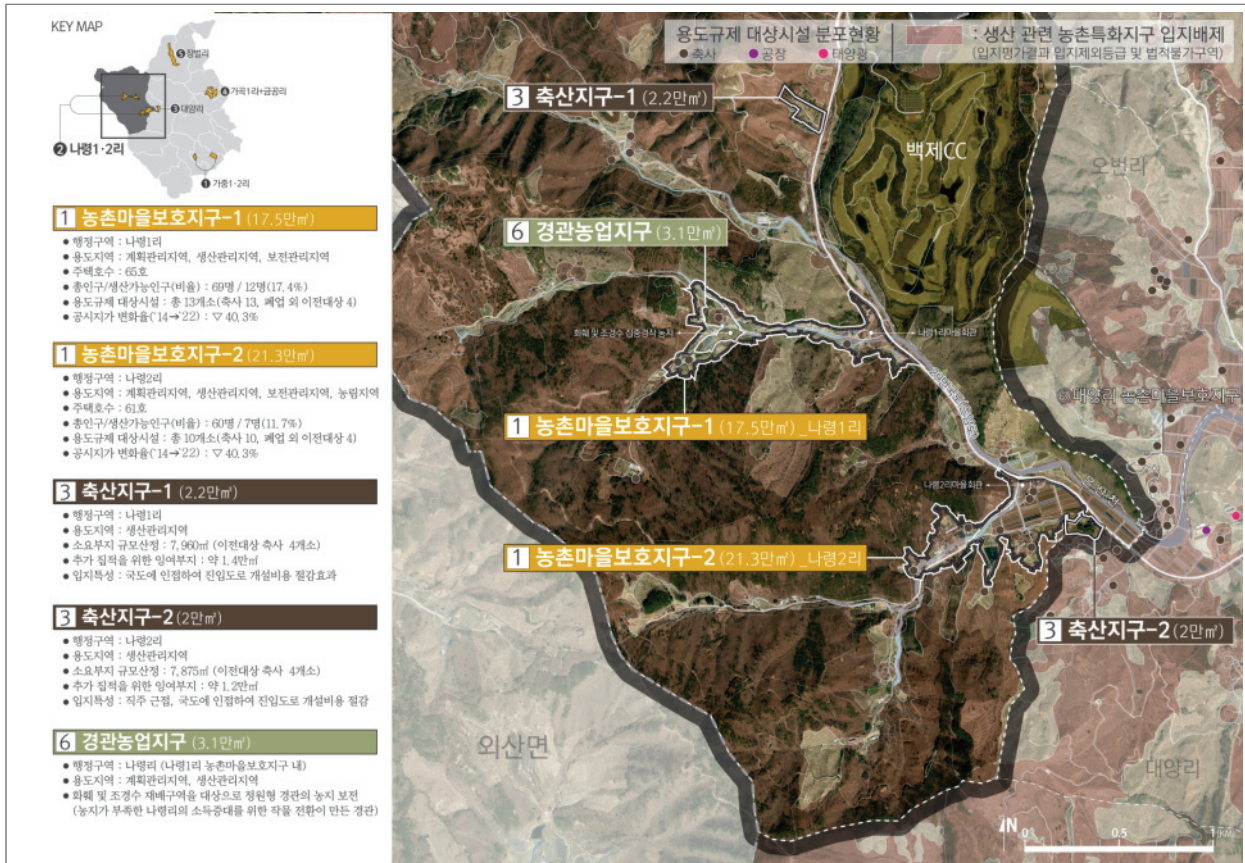 KEY MAP
⑤ 장벌리
④ 가곡1리+금공리
③ 대양리
❷ 나령1·2리
❶ 가중1·2리
1 농촌마을보호지구-1 (17.5만㎡)
● 행정구역 : 나령1리
● 용도지역 : 계획관리지역, 생산관리지역, 보전관리지역
● 주택호수 : 65호
● 총인구/생산가능인구(비율) : 69명 / 12명(17.4%)
● 용도규제 대상시설 : 총 13개소(축사 13, 폐업 외 이전대상 4)
● 공시지가 변화율('14→'22) : ▽ 40.3%
1 농촌마을보호지구-2 (21.3만㎡)
● 행정구역 : 나령2리
● 용도지역 : 계획관리지역, 생산관리지역, 보전관리지역, 농림지역
● 주택호수 : 61호
● 총인구/생산가능인구(비율) : 60명 / 7명(11.7%)
● 용도규제 대상시설 : 총 10개소(축사 10, 폐업 외 이전대상 4)
● 공시지가 변화율('14→'22) : ▽ 40.3%
3 축산지구-1 (2.2만㎡)
● 행정구역 : 나령1리
● 용도지역 : 생산관리지역
● 소요부지 규모산정 : 7,960㎡ (이전대상 축사 4개소)
● 추가 집적을 위한 잉여부지 : 약 1.4만㎡
● 입지특성 : 국도에 인접하여 진입도로 개설비용 절감효과
3 축산지구-2 (2만㎡)
● 행정구역 : 나령2리
● 용도지역 : 생산관리지역
● 소요부지 규모산정 : 7,875㎡ (이전대상 축사 4개소)
● 추가 집적을 위한 잉여부지 : 약 1.2만㎡
● 입지특성 : 직주 근접, 국도에 인접하여 진입도로 개설비용 절감
6 경관농업지구 (3.1만㎡)
● 행정구역 : 나령리 (나령1리 농촌마을보호지구 내)
● 용도지역 : 계획관리지역, 생산관리지역
● 화훼 및 조경수 재배구역을 대상으로 정원형 경관의 농지 보전
(농지가 부족한 나령리의 소득증대를 위한 작물 전환이 만든 경관)
용도규제 대상시설 분포현황
● 축사 ● 공장 ● 태양광
: 생산 관련 농촌특화지구 입지배제
(입지평가결과 입지제외등급 및 법적불가구역)
3 축산지구-1 (2.2만㎡)
백제CC
오번리
6 경관농업지구 (3.1만㎡)
화훼 및 조경수 집중경작 농지
나령1리마을회관
③대양리 농촌마을보호지구
1 농촌마을보호지구-1 (17.5만㎡)_나령1리
나령2리마을회관
1 농촌마을보호지구-2 (21.3만㎡)_나령2리
3 축산지구-2 (2만㎡)
외산면
대양리
N 0 0.5 1